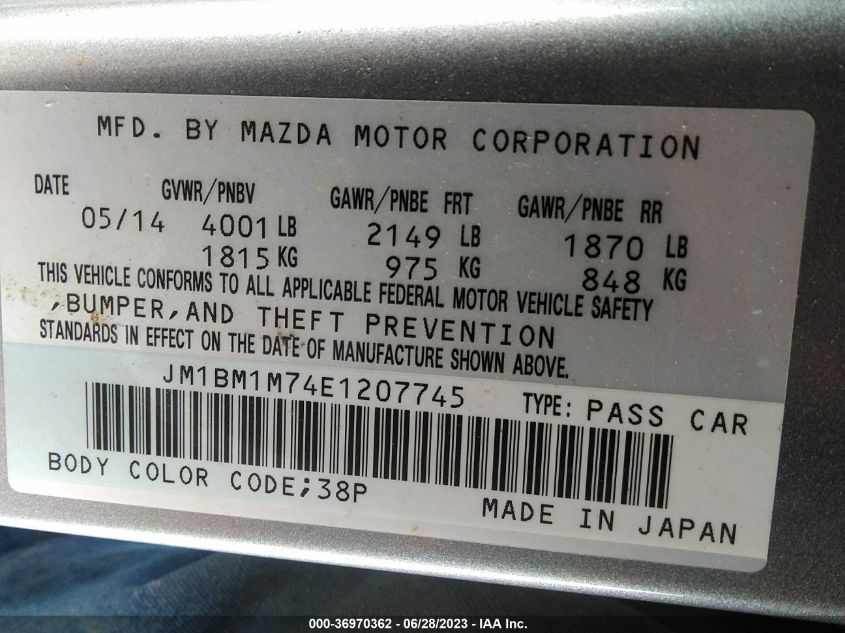 MFD. BY MAZDA MOTOR CORPORATION
DATE GVWR/PNBV GAWR/PNBE FRT GAWR/PNBE RR
05/14 4001 LB 2149 LB 1870 LB
1815 KG 975 KG 848 KG
THIS VEHICLE CONFORMS TO ALL APPLICABLE FEDERAL MOTOR VEHICLE SAFETY
,BUMPER,AND THEFT PREVENTION
STANDARDS IN EFFECT ON THE DATE OF MANUFACTURE SHOWN ABOVE.
JM1BM1M74E1207745 TYPE: PASS CAR
BODY COLOR CODE;38P
MADE IN JAPAN
000-36970362 - 06/28/2023 - IAA Inc.